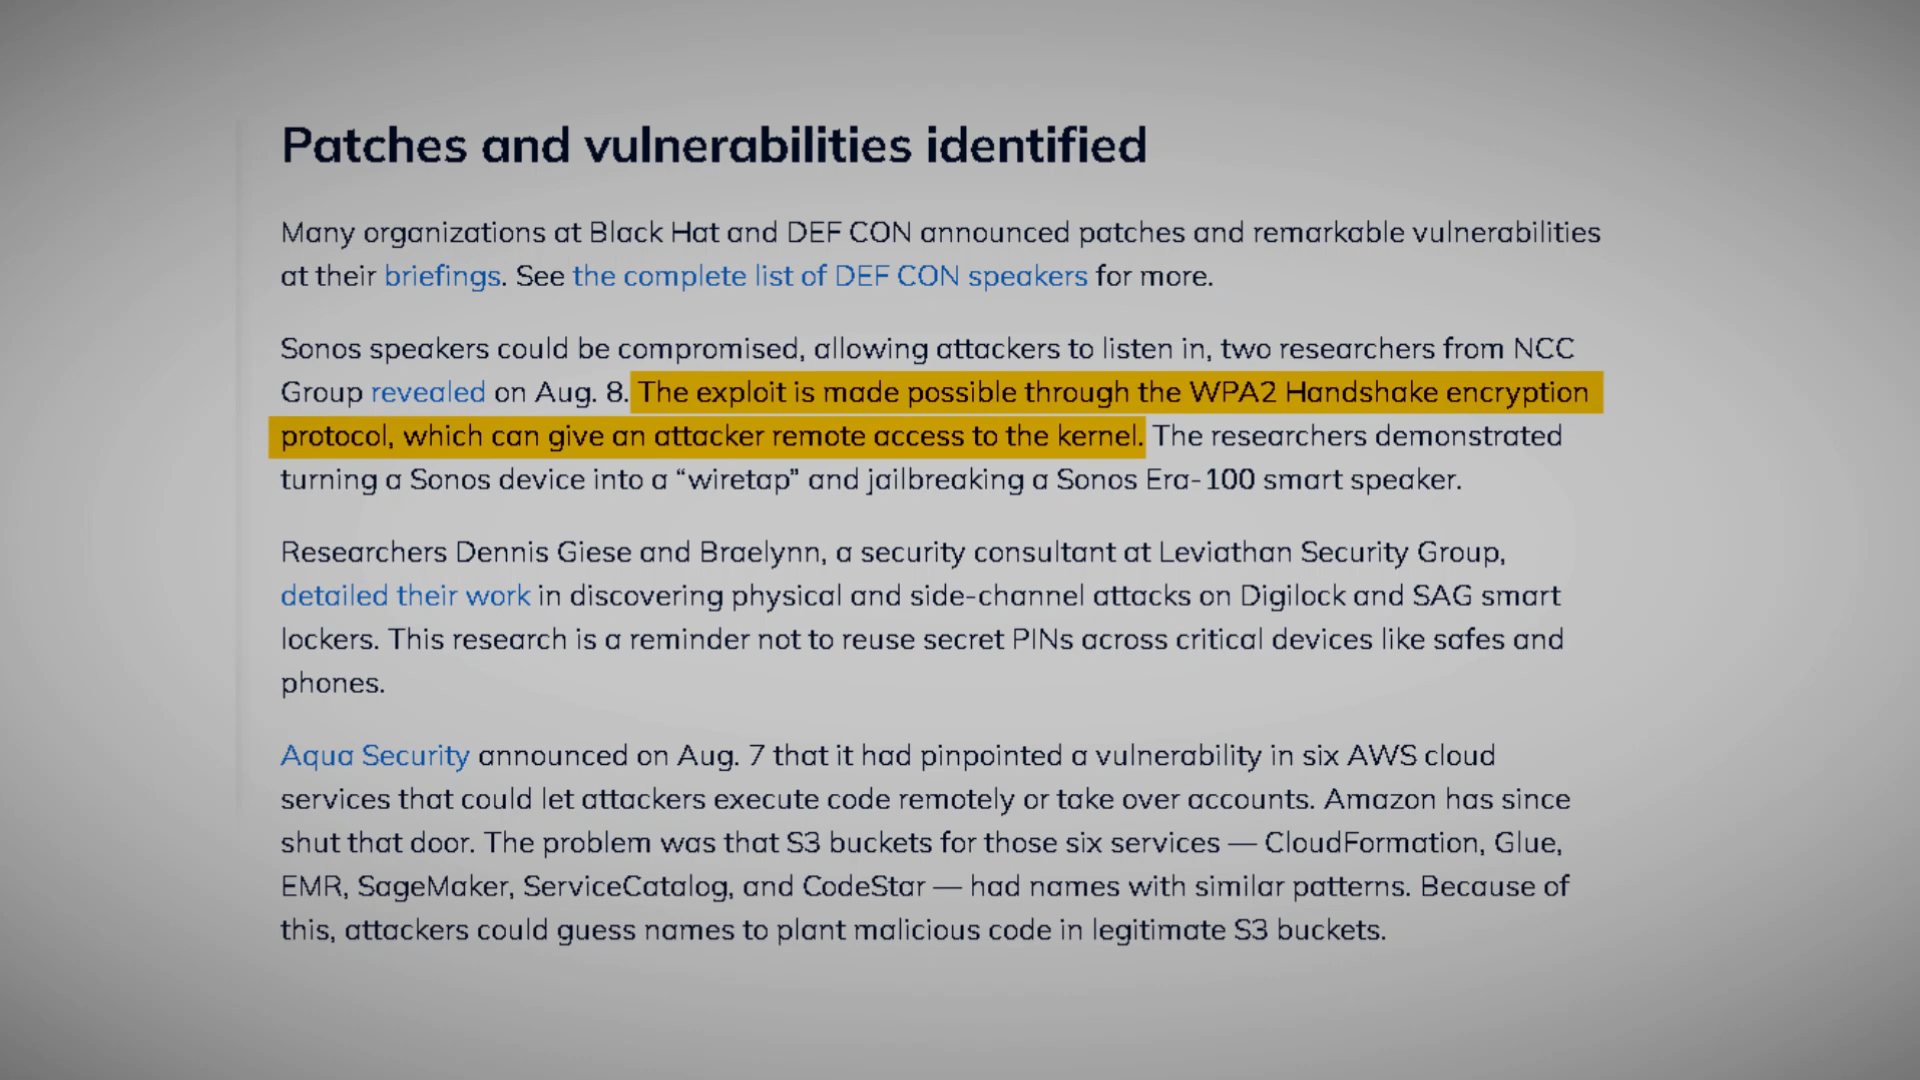 Patches and vulnerabilities identified
Many organizations at Black Hat and DEF CON announced patches and remarkable vulnerabilities
at their briefings. See the complete list of DEF CON speakers for more.
Sonos speakers could be compromised, allowing attackers to listen in, two researchers from NCC
Group revealed on Aug. 8. The exploit is made possible through the WPA2 Handshake encryption
protocol, which can give an attacker remote access to the kernel. The researchers demonstrated
turning a Sonos device into a “wiretap” and jailbreaking a Sonos Era-100 smart speaker.
Researchers Dennis Giese and Braelynn, a security consultant at Leviathan Security Group,
detailed their work in discovering physical and side-channel attacks on Digilock and SAG smart
lockers. This research is a reminder not to reuse secret PINs across critical devices like safes and
phones.
Aqua Security announced on Aug. 7 that it had pinpointed a vulnerability in six AWS cloud
services that could let attackers execute code remotely or take over accounts. Amazon has since
shut that door. The problem was that S3 buckets for those six services — CloudFormation, Glue,
EMR, SageMaker, ServiceCatalog, and CodeStar — had names with similar patterns. Because of
this, attackers could guess names to plant malicious code in legitimate S3 buckets.